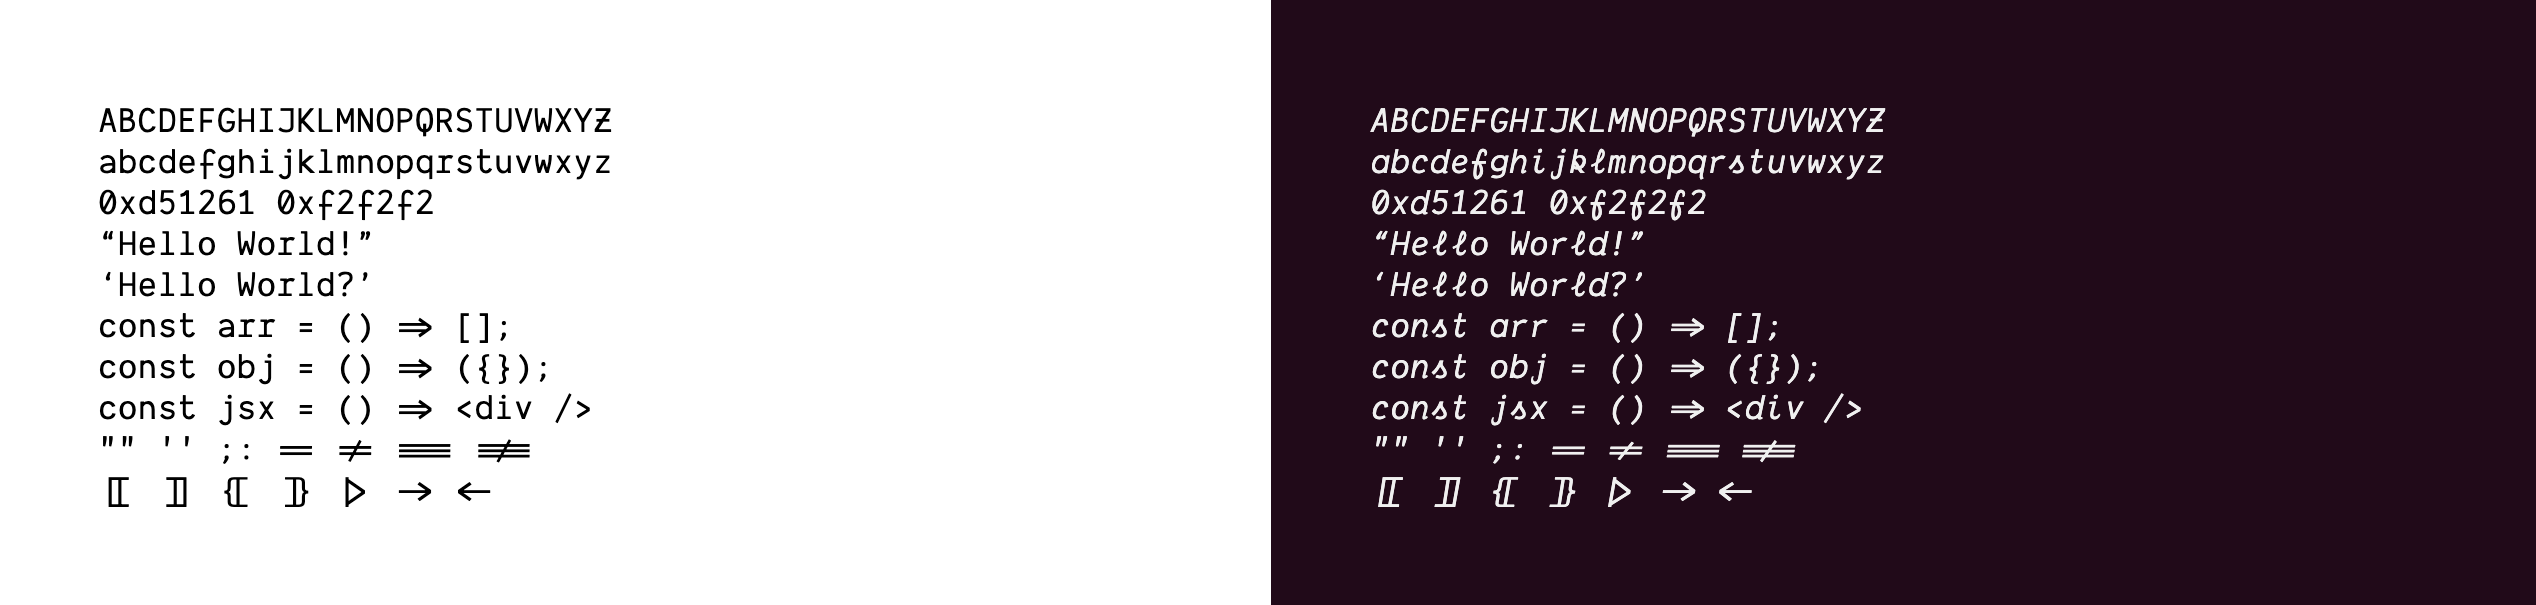 ABCDEFGHIJKLMNOPQRSTUVWXYZ
abcdefghijklmnopqrstuvwxyz
0xd51261 0xf2f2f2
“Hello World!”
‘Hello World?’
const arr = () => [];
const obj = () => ({});
const jsx = () => <div />
"" '' ;: == != === !==
[| |] {| |} |> -> <-
ABCDEFGHIJKLMNOPQRSTUVWXYZ
abcdefghijklmnopqrstuvwxyz
0xd51261 0xf2f2f2
“Hello World!”
‘Hello World?’
const arr = () => [];
const obj = () => ({});
const jsx = () => <div />
"" '' ;: == != === !==
[| |] {| |} |> -> <-